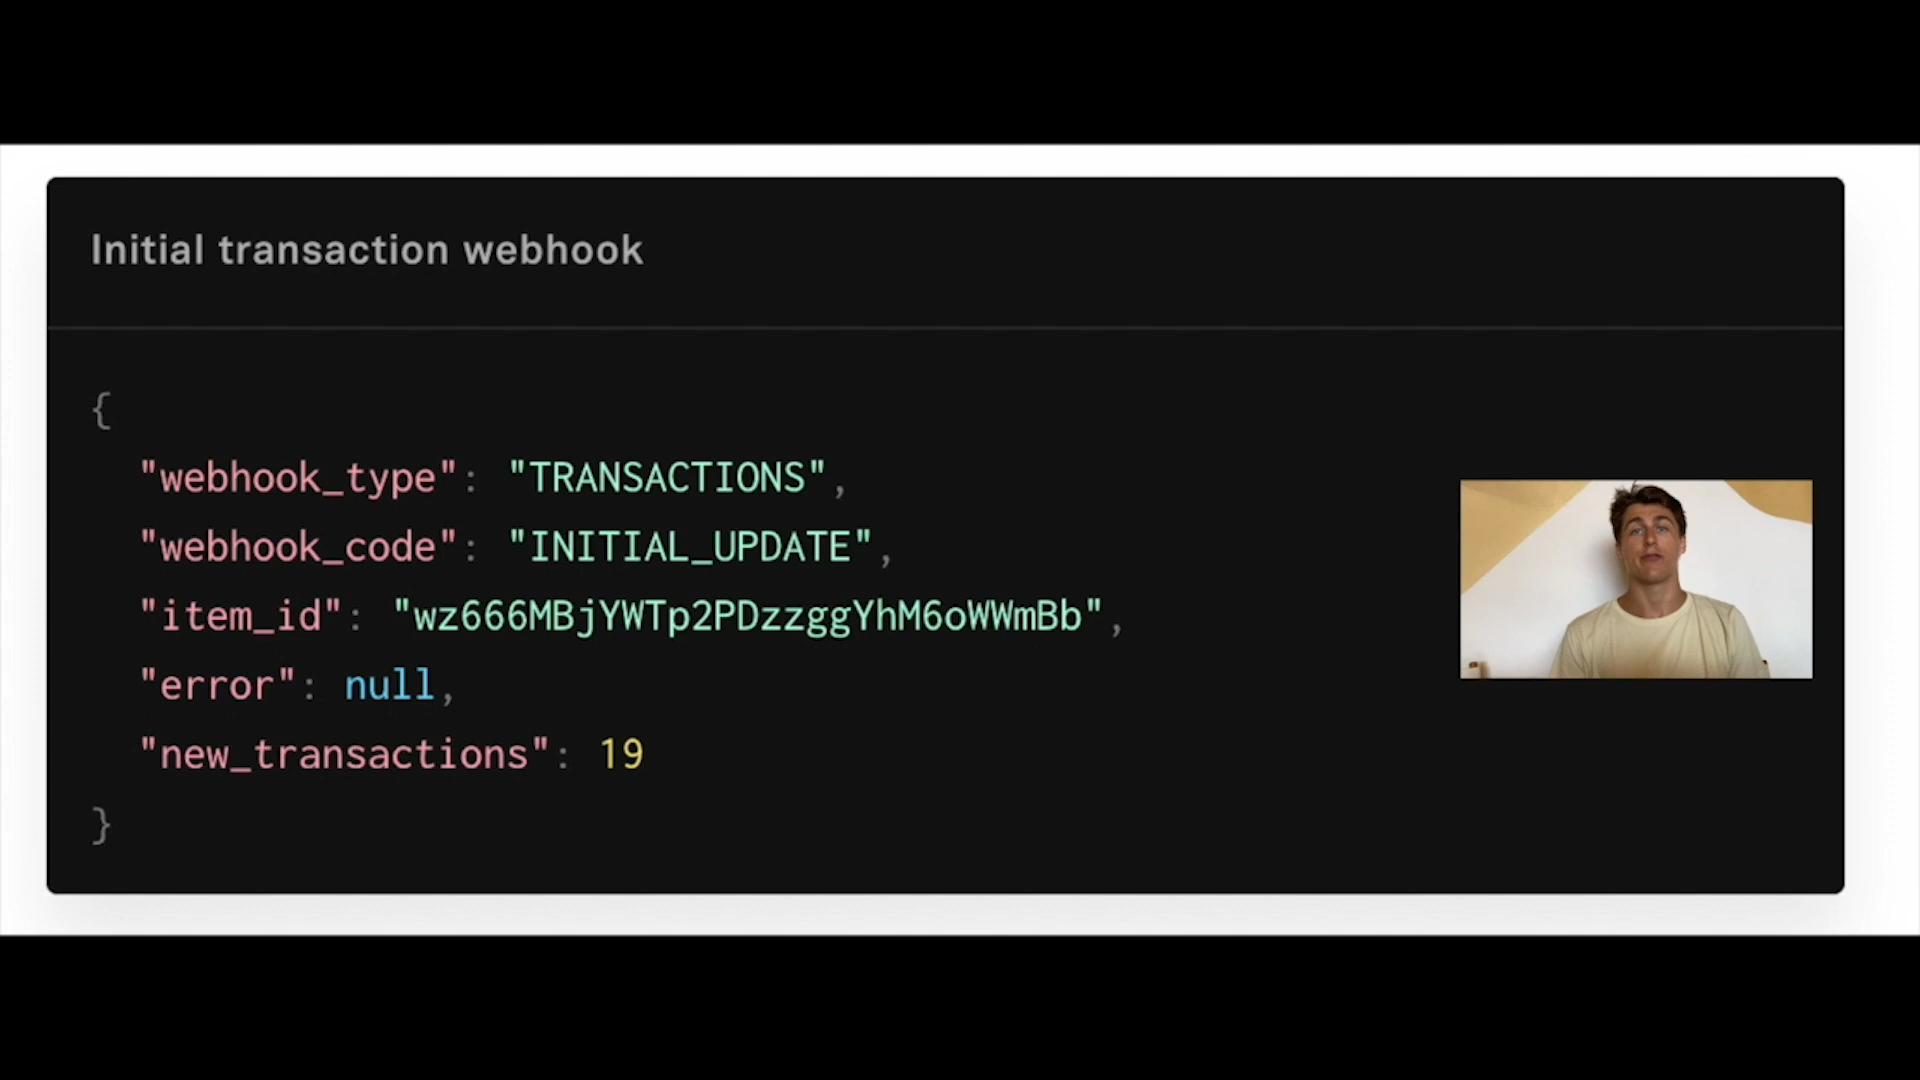 Initial transaction webhook
{
"webhook_type": "TRANSACTIONS",
"webhook_code": "INITIAL_UPDATE",
"item_id": "wz666MBjYWTp2PDzzggYhM6oWWmBb",
"error": null,
"new_transactions": 19
}